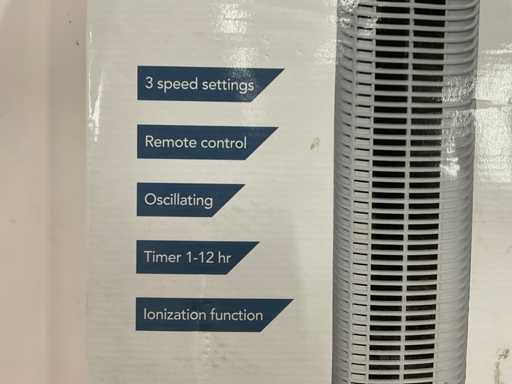 3 speed settings
Remote control
Oscillating
Timer 1-12 hr
Ionization function